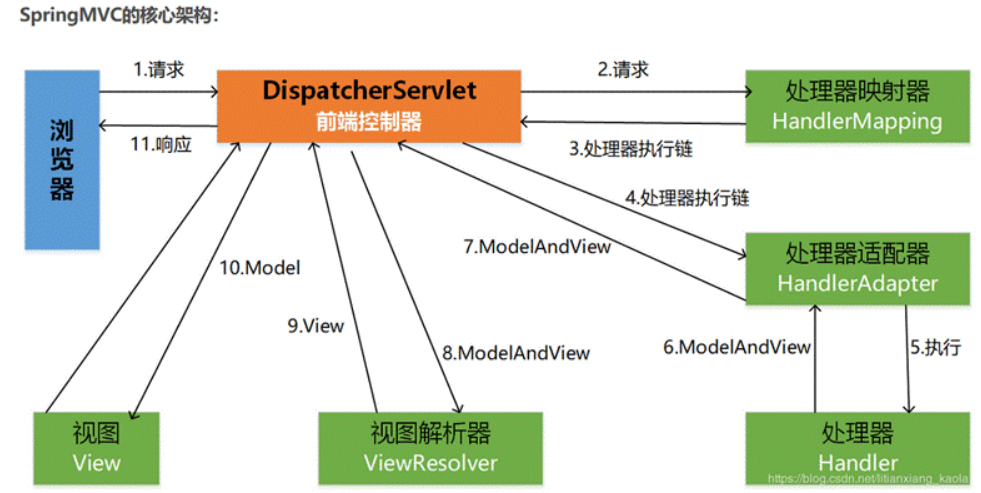 SpringMVC的核心架构：
1.请求
DispatcherServlet
前端控制器
2.请求
处理器映射器
HandlerMapping
浏览器
11.响应
3.处理器执行链
4.处理器执行链
7.ModelAndView
处理器适配器
HandlerAdapter
10.Model
9.View
8.ModelAndView
6.ModelAndView
5.执行
视图
View
视图解析器
ViewResolver
处理器
Handler
https://blog.csdn.net/litianxiang_kaola